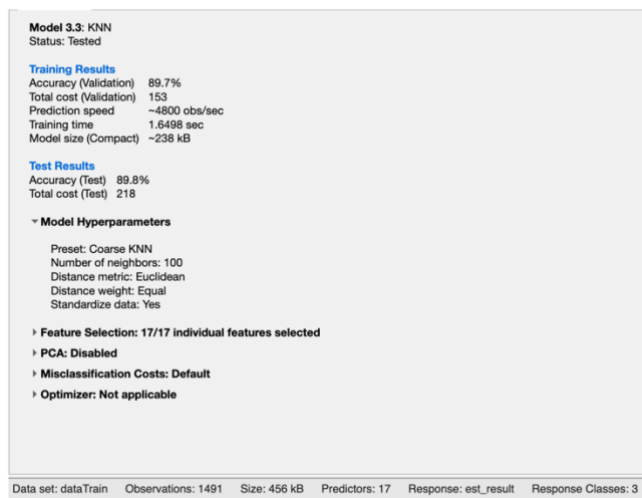 Model 3.3: KNN
Status: Tested
Training Results
Accuracy (Validation) 89.7%
Total cost (Validation) 153
Prediction speed ~4800 obs/sec
Training time 1.6498 sec
Model size (Compact) ~238 kB
Test Results
Accuracy (Test) 89.8%
Total cost (Test) 218
Model Hyperparameters
Preset: Coarse KNN
Number of neighbors: 100
Distance metric: Euclidean
Distance weight: Equal
Standardize data: Yes
Feature Selection: 17/17 individual features selected
PCA: Disabled
Misclassification Costs: Default
Optimizer: Not applicable
Data set: dataTrain Observations: 1491 Size: 456 kB Predictors: 17 Response: est_result Response Classes: 3